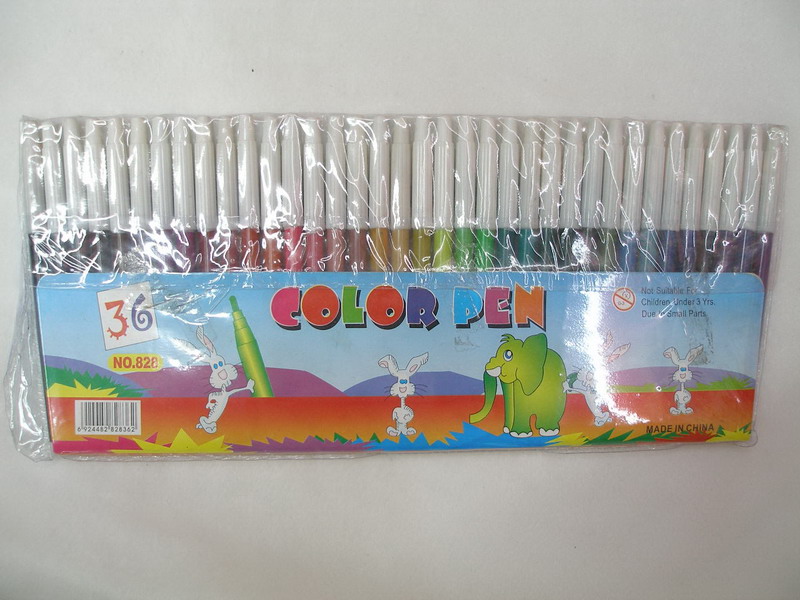 36
COLOR PEN
Not Suitable For
Children Under 3 Yrs.
Due to Small Parts
NO.828
6 924482 828362
MADE IN CHINA